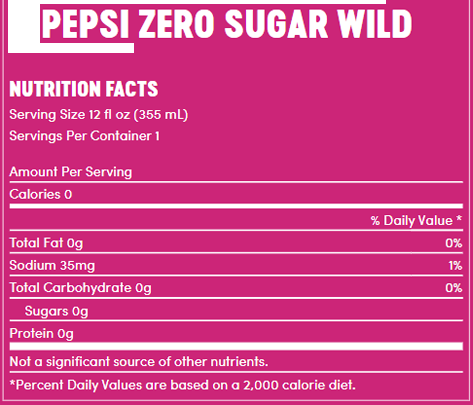 PEPSI ZERO SUGAR WILD
NUTRITION FACTS
Serving Size 12 fl oz (355 mL)
Servings Per Container 1
Amount Per Serving
Calories 0
% Daily Value *
Total Fat 0g 0%
Sodium 35mg 1%
Total Carbohydrate 0g 0%
Sugars 0g
Protein 0g
Not a significant source of other nutrients.
*Percent Daily Values are based on a 2,000 calorie diet.